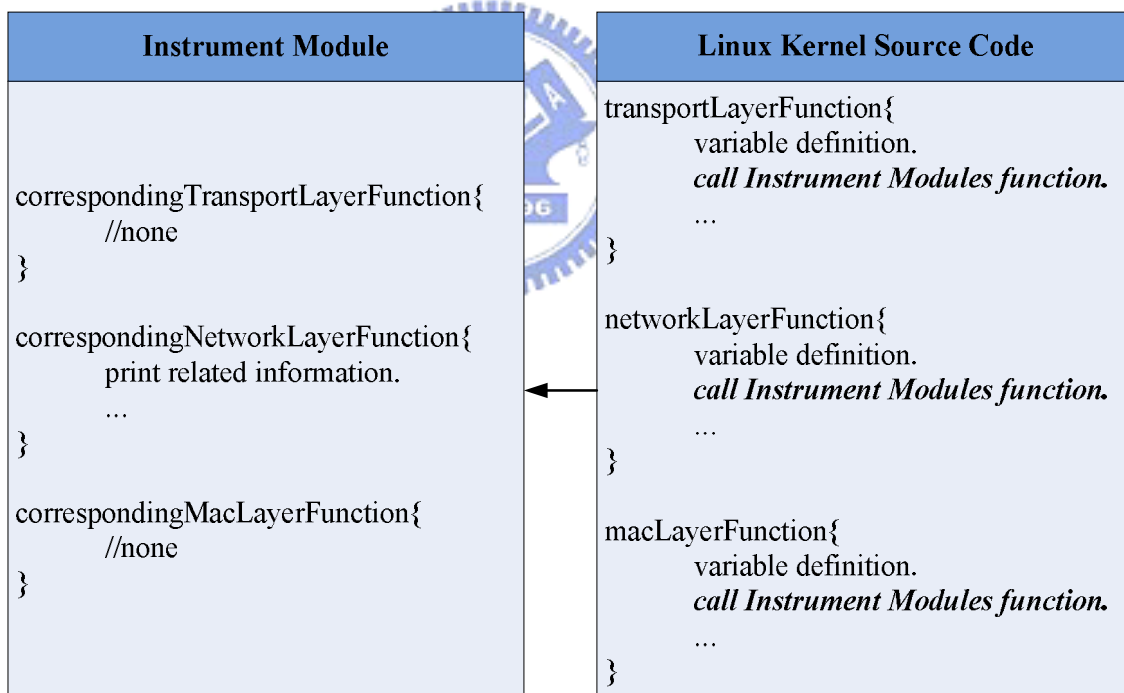 Instrument Module
correspondingTransportLayerFunction{
//none
}
correspondingNetworkLayerFunction{
print related information.
...
}
correspondingMacLayerFunction{
//none
}
Linux Kernel Source Code
transportLayerFunction{
variable definition.
call Instrument Modules function.
...
}
networkLayerFunction{
variable definition.
call Instrument Modules function.
...
}
macLayerFunction{
variable definition.
call Instrument Modules function.
...
}
A
96